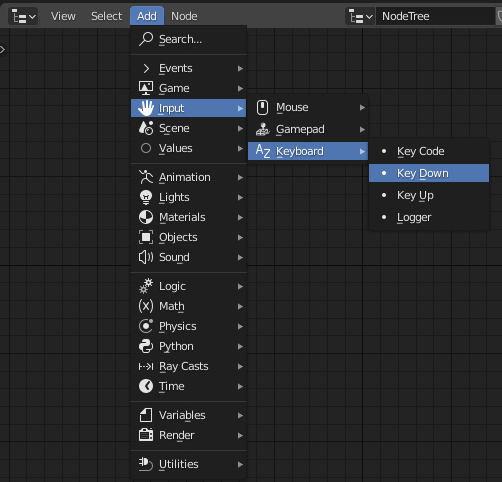 View Select Add Node NodeTree
Search...
Events
Game
Input
Scene
Values
Animation
Lights
Materials
Objects
Sound
Logic
Math
Physics
Python
Ray Casts
Time
Variables
Render
Utilities
Mouse
Gamepad
Keyboard
Key Code
Key Down
Key Up
Logger